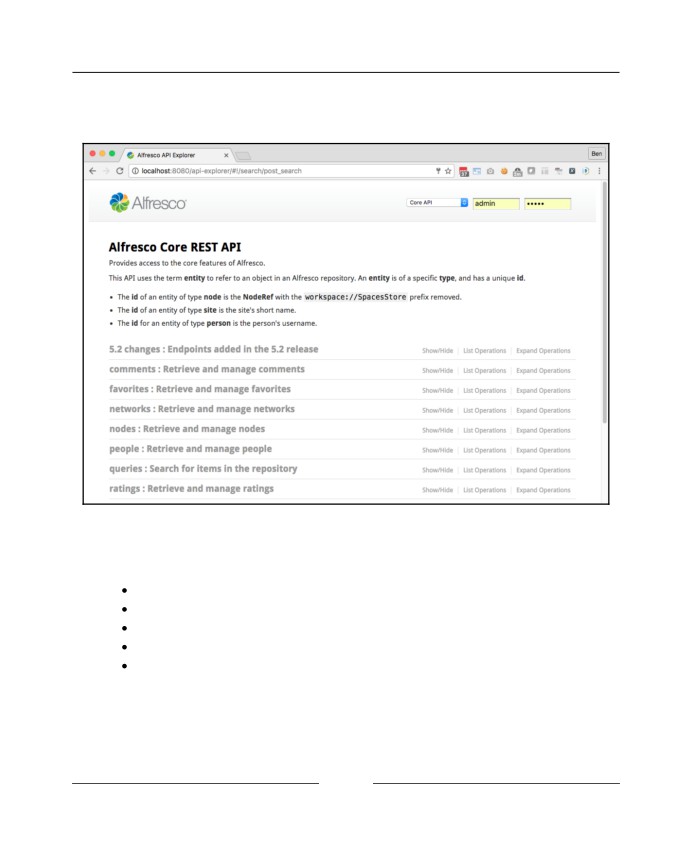 Alfresco API Explorer
Ben
localhost:8080/api-explorer/#!/search/post_search
Alfresco
Core API
admin
•••••
Alfresco Core REST API
Provides access to the core features of Alfresco.
This API uses the term entity to refer to an object in an Alfresco repository. An entity is of a specific type, and has a unique id.
• The id of an entity of type node is the NodeRef with the workspace://SpacesStore prefix removed.
• The id of an entity of type site is the site's short name.
• The id for an entity of type person is the person's username.
5.2 changes : Endpoints added in the 5.2 release Show/Hide | List Operations | Expand Operations
comments : Retrieve and manage comments Show/Hide | List Operations | Expand Operations
favorites : Retrieve and manage favorites Show/Hide | List Operations | Expand Operations
networks : Retrieve and manage networks Show/Hide | List Operations | Expand Operations
nodes : Retrieve and manage nodes Show/Hide | List Operations | Expand Operations
people : Retrieve and manage people Show/Hide | List Operations | Expand Operations
queries : Search for items in the repository Show/Hide | List Operations | Expand Operations
ratings : Retrieve and manage ratings Show/Hide | List Operations | Expand Operations